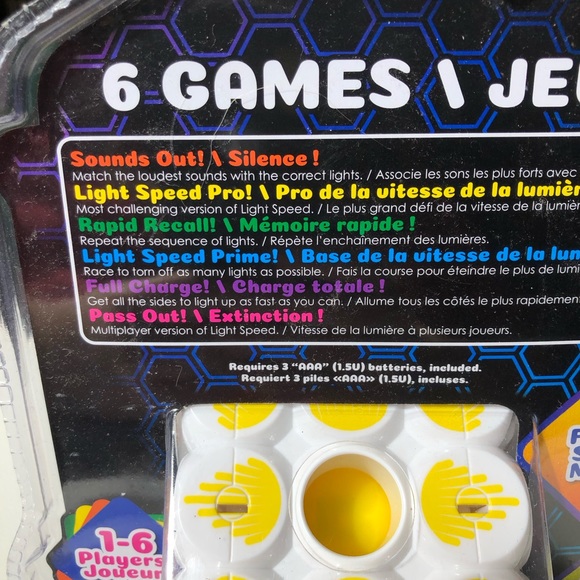 6 GAMES \ JE
Sounds Out! \ Silence !
Match the loudest sounds with the correct lights. / Associe les sons les plus forts avec
Light Speed Pro! \ Pro de la vitesse de la lumièr
Most challenging version of Light Speed. / Le plus grand défi de la vitesse de la lumièr
Rapid Recall! \ Mémoire rapide !
Repeat the sequence of lights. / Répète l'enchaînement des lumières.
Light Speed Prime! \ Base de la vitesse de la lum
Race to turn off as many lights as possible. / Fais la course pour éteindre le plus de lumi
Full Charge! \ Charge totale !
Get all the sides to light up as fast as you can. / Allume tous les côtés le plus rapidement
Pass Out! \ Extinction !
Multiplayer version of Light Speed. / Vitesse de la lumière à plusieurs joueurs.
Requires 3 "AAA" (1.5V) batteries, included.
Requiert 3 piles «AAA» (1.5V), incluses.
1-6
Players
Joueur